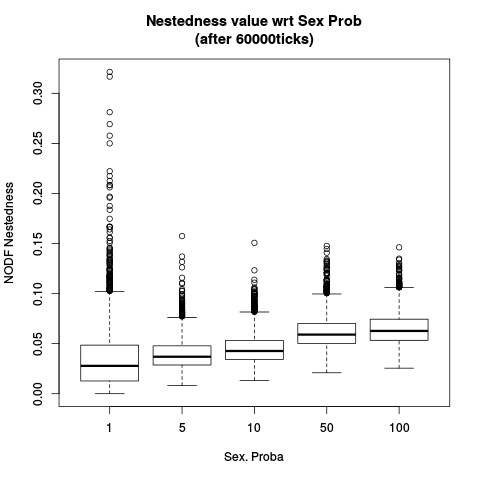 Nestedness value wrt Sex Prob
(after 60000ticks)
NODF Nestedness
0.30
0.25
0.20
0.15
0.10
0.05
0.00
1 5 10 50 100
Sex. Proba